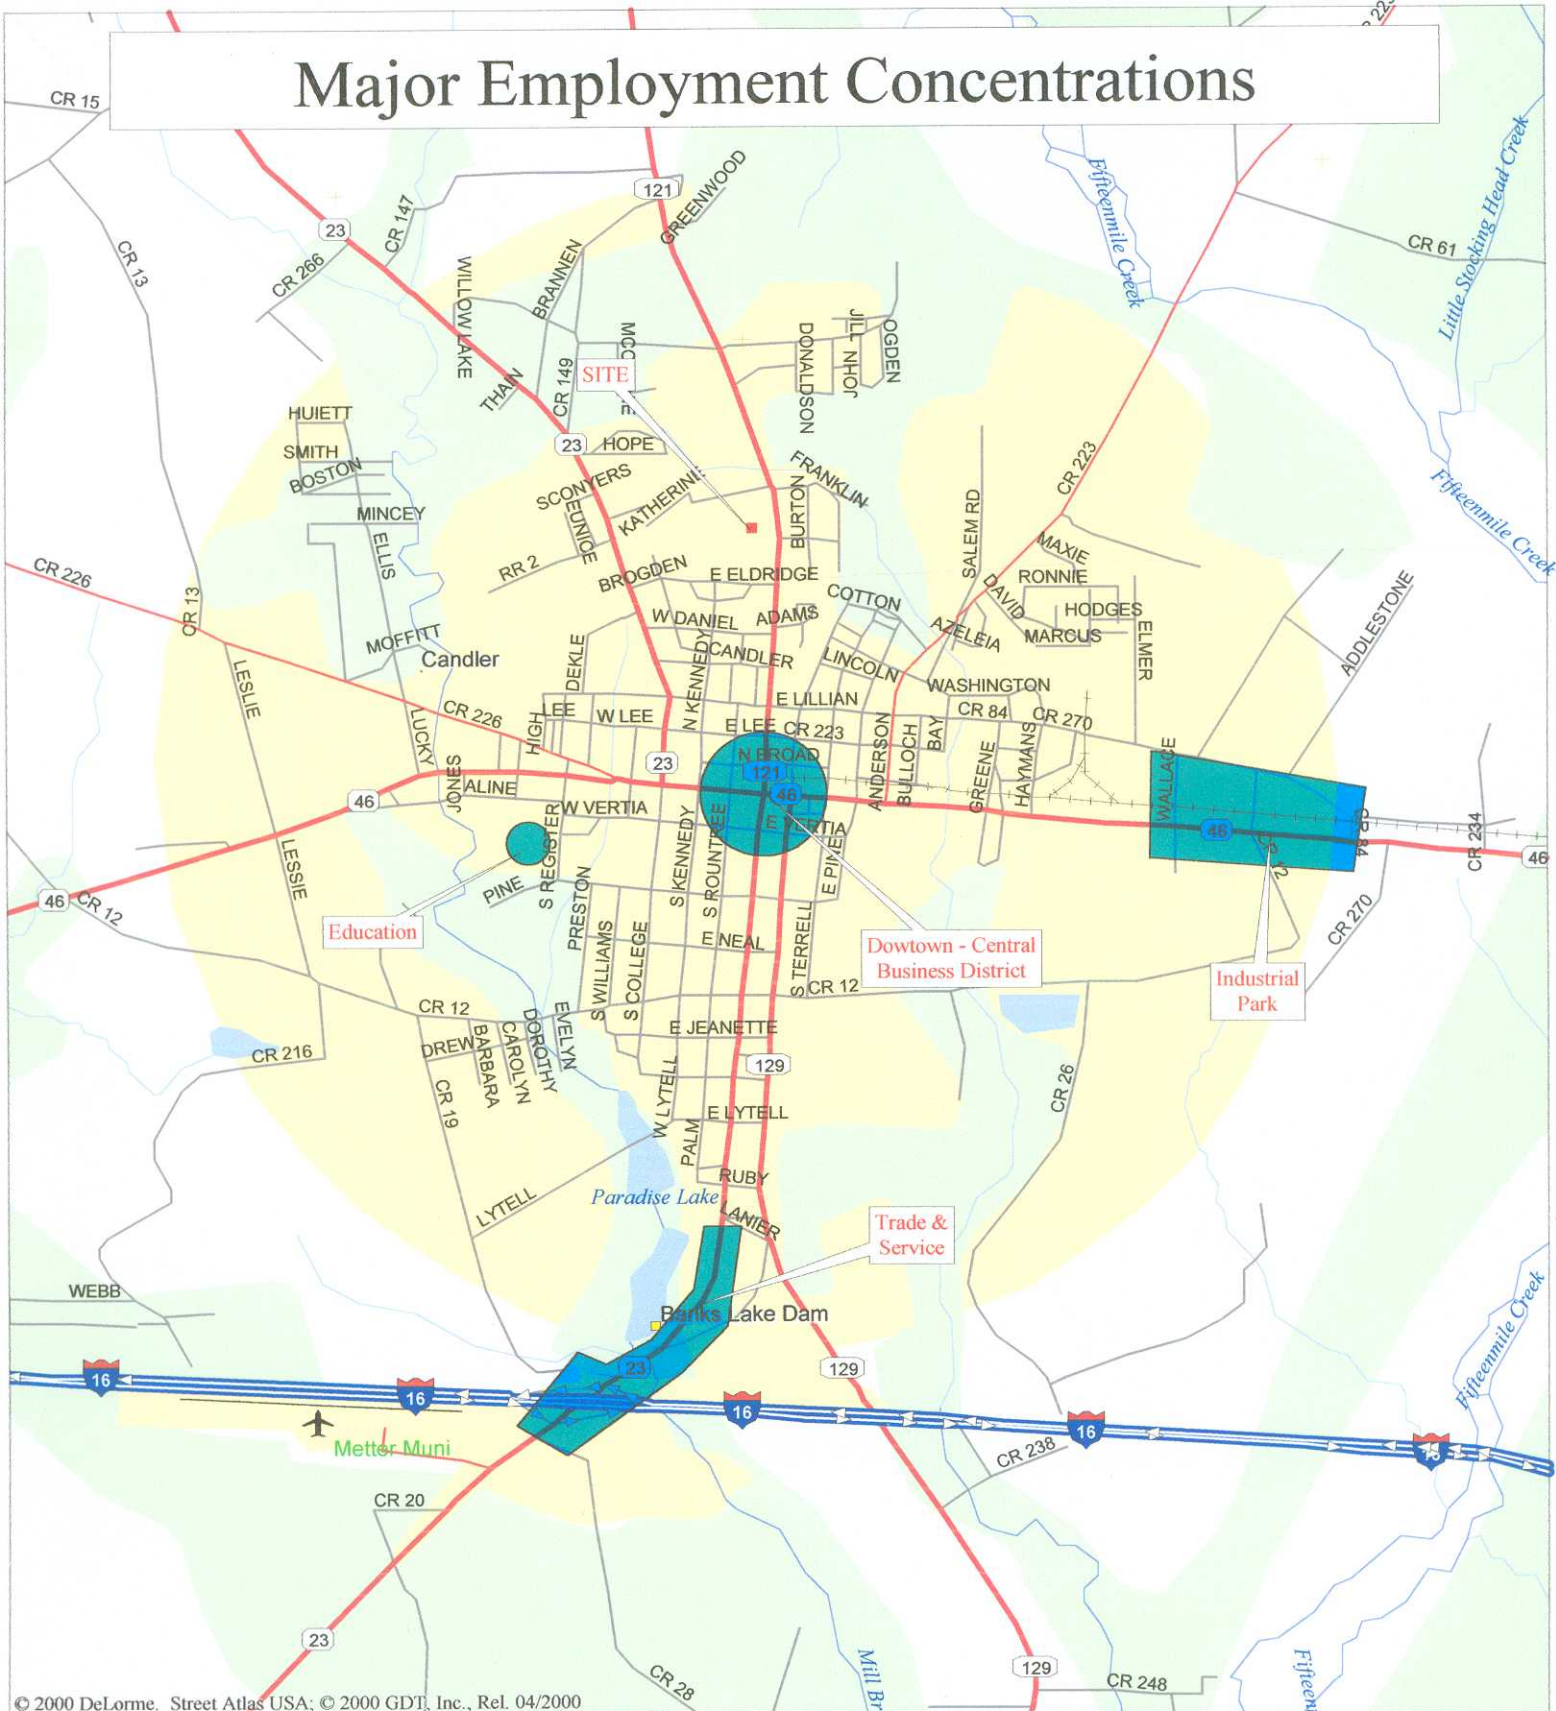 Major Employment Concentrations
CR 15
CR 223
121
GREENWOOD
Fifteenmile Creek
Little Stocking Head Creek
CR 13
23
CR 147
CR 266
CR 61
WILLOW LAKE
BRANNEN
THAIN
CR 149
SITE
DONALDSON
JILL
JOHN
OGDEN
HUIETT
SMITH
BOSTON
23
HOPE
SCONYERS
EUNICE
KATHERINE
FRANKLIN
BURTON
CR 223
SALEM RD
Fifteenmile Creek
MINCEY
ELLIS
RR 2
BROGDEN
E ELDRIDGE
MAXIE
RONNIE
DAVID
HODGES
MARCUS
ELMER
ADDLESTONE
CR 226
CR 13
W DANIEL
ADAMS
COTTON
AZELEIA
MOFFITT
Candler
DEKLE
N KENNEDY
CANDLER
LINCOLN
LESLIE
LUCKY
CR 226
HIGH
LEE
W LEE
E LILLIAN
WASHINGTON
CR 84
CR 270
E LEE
CR 223
ANDERSON
BULLOCH
BAY
GREENE
HAYMANS
WALLACE
23
N BROAD
121
46
JONES
ALINE
46
W VERTIA
E VERTIA
46
CR 12
CR 84
CR 234
46
LESSIE
S REGISTER
S KENNEDY
S ROUNTREE
E PINE
PINE
46
CR 12
Education
PRESTON
S WILLIAMS
S COLLEGE
E NEAL
S TERRELL
Dowtown - Central
Business District
CR 270
Industrial
Park
CR 12
CR 12
EVELYN
DOROTHY
CAROLYN
BARBARA
DREW
E JEANETTE
CR 216
129
CR 19
W LYTELL
E LYTELL
CR 26
PALM
RUBY
LYTELL
Paradise Lake
LANIER
Trade &
Service
WEBB
Banks Lake Dam
Fifteenmile Creek
16
16
23
16
129
16
16
Metter Muni
CR 238
CR 20
23
Mill Br
129
CR 28
CR 248
Fifteen
© 2000 DeLorme. Street Atlas USA; © 2000 GDT, Inc., Rel. 04/2000